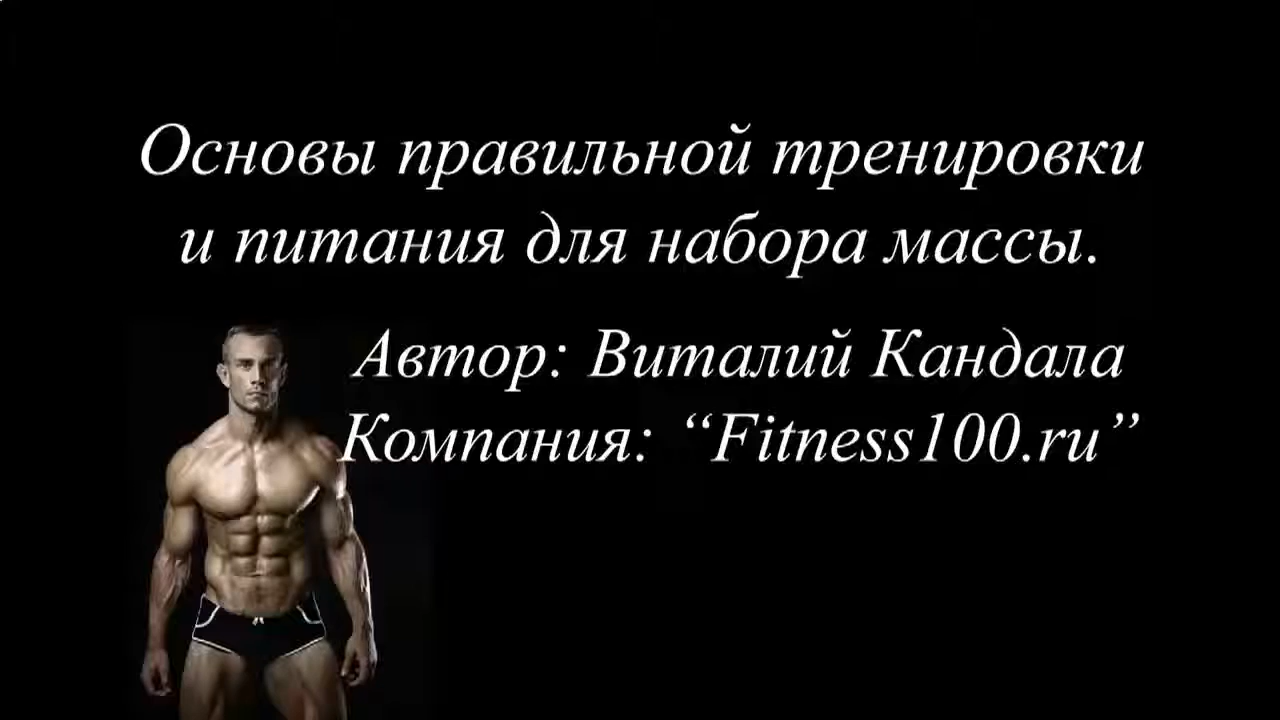 Основы правильной тренировки
и питания для набора массы.
Автор: Виталий Кандала
Компания: “Fitness100.ru”